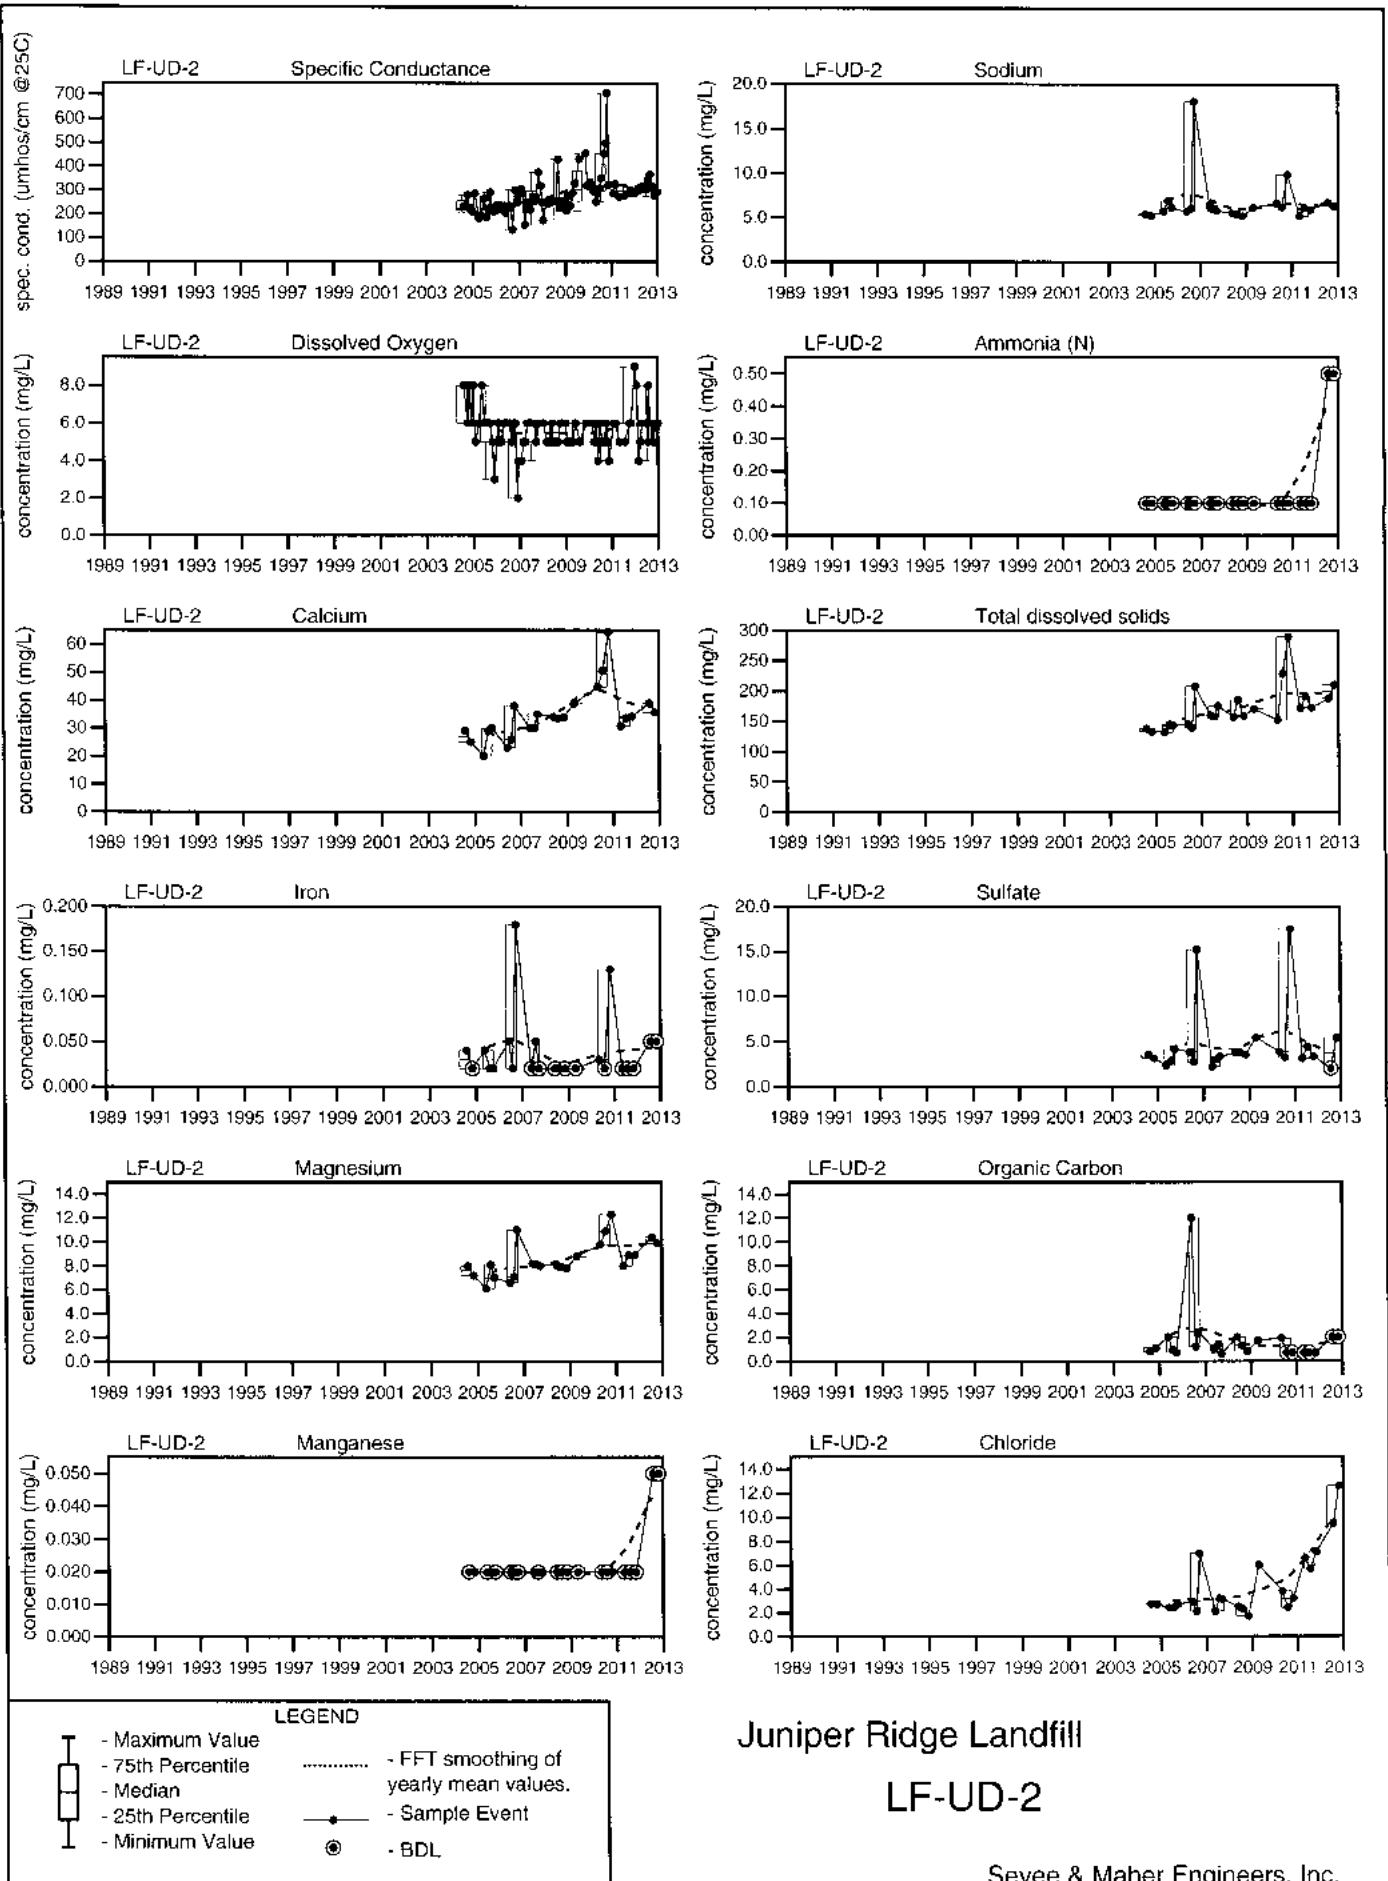 LF-UD-2 Specific Conductance
spec. cond. (umhos/cm @25C)
700
600
500
400
300
200
100
0
1989 1991 1993 1995 1997 1999 2001 2003 2005 2007 2009 2011 2013
LF-UD-2 Sodium
concentration (mg/L)
20.0
15.0
10.0
5.0
0.0
1989 1991 1993 1995 1997 1999 2001 2003 2005 2007 2009 2011 2013
LF-UD-2 Dissolved Oxygen
concentration (mg/L)
8.0
6.0
4.0
2.0
0.0
1989 1991 1993 1995 1997 1999 2001 2003 2005 2007 2009 2011 2013
LF-UD-2 Ammonia (N)
concentration (mg/L)
0.50
0.40
0.30
0.20
0.10
0.00
1989 1991 1993 1995 1997 1999 2001 2003 2005 2007 2009 2011 2013
LF-UD-2 Calcium
concentration (mg/L)
60
50
40
30
20
10
0
1989 1991 1993 1995 1997 1999 2001 2003 2005 2007 2009 2011 2013
LF-UD-2 Total dissolved solids
concentration (mg/L)
300
250
200
150
100
50
0
1989 1991 1993 1995 1997 1999 2001 2003 2005 2007 2009 2011 2013
LF-UD-2 Iron
concentration (mg/L)
0.200
0.150
0.100
0.050
0.000
1989 1991 1993 1995 1997 1999 2001 2003 2005 2007 2009 2011 2013
LF-UD-2 Sulfate
concentration (mg/L)
20.0
15.0
10.0
5.0
0.0
1989 1991 1993 1995 1997 1999 2001 2003 2005 2007 2009 2011 2013
LF-UD-2 Magnesium
concentration (mg/L)
14.0
12.0
10.0
8.0
6.0
4.0
2.0
0.0
1989 1991 1993 1995 1997 1999 2001 2003 2005 2007 2009 2011 2013
LF-UD-2 Organic Carbon
concentration (mg/L)
14.0
12.0
10.0
8.0
6.0
4.0
2.0
0.0
1989 1991 1993 1995 1997 1999 2001 2003 2005 2007 2009 2011 2013
LF-UD-2 Manganese
concentration (mg/L)
0.050
0.040
0.030
0.020
0.010
0.000
1989 1991 1993 1995 1997 1999 2001 2003 2005 2007 2009 2011 2013
LF-UD-2 Chloride
concentration (mg/L)
14.0
12.0
10.0
8.0
6.0
4.0
2.0
0.0
1989 1991 1993 1995 1997 1999 2001 2003 2005 2007 2009 2011 2013
LEGEND
- Maximum Value
- 75th Percentile
- Median
- 25th Percentile
- Minimum Value
- FFT smoothing of
yearly mean values.
- Sample Event
- BDL
Juniper Ridge Landfill
LF-UD-2
Sevee & Maher Engineers, Inc.